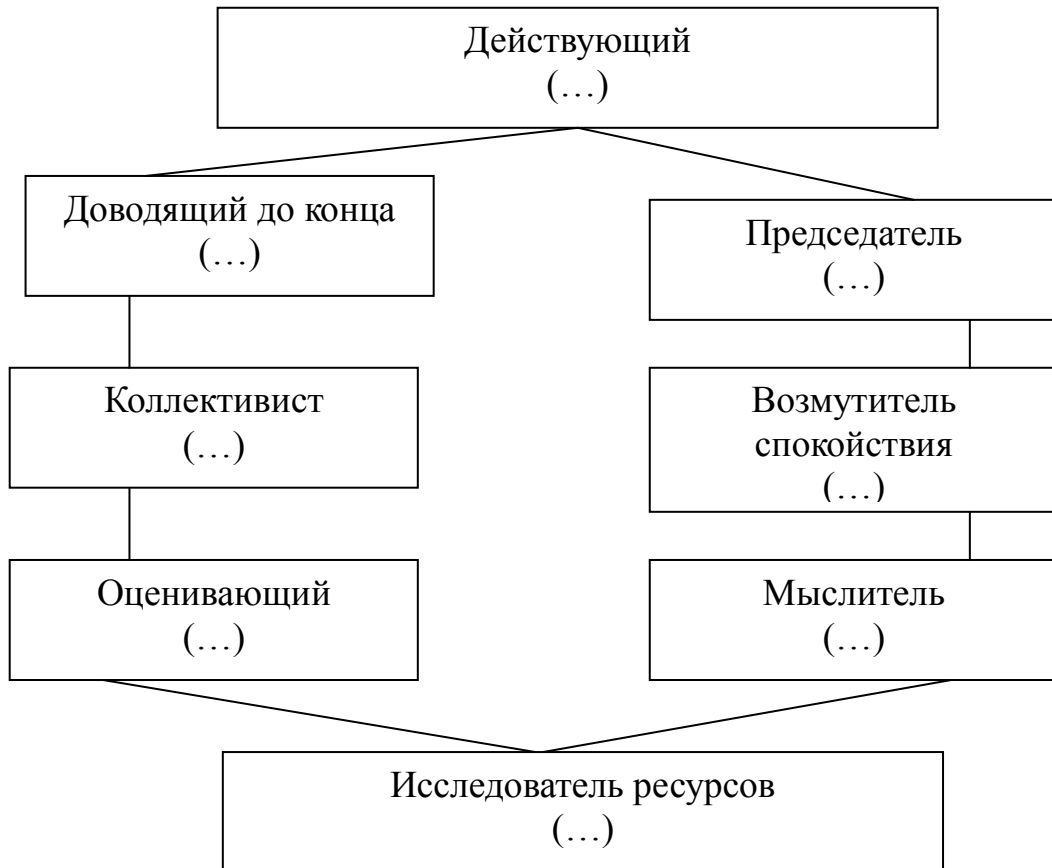 Действующий
(…)
Доводящий до конца
(…)
Председатель
(…)
Коллективист
(…)
Возмутитель
спокойствия
(…)
Оценивающий
(…)
Мыслитель
(…)
Исследователь ресурсов
(…)